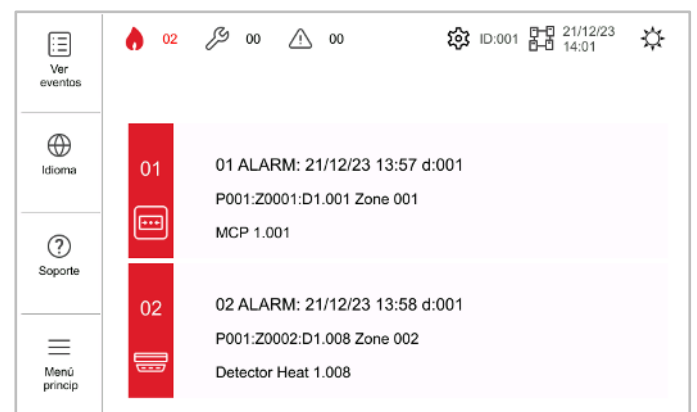 02
00
00
ID:001
21/12/23
14:01
Ver
eventos
Idioma
Soporte
Menú
princip
01
01 ALARM: 21/12/23 13:57 d:001
P001:Z0001:D1.001 Zone 001
MCP 1.001
02
02 ALARM: 21/12/23 13:58 d:001
P001:Z0002:D1.008 Zone 002
Detector Heat 1.008